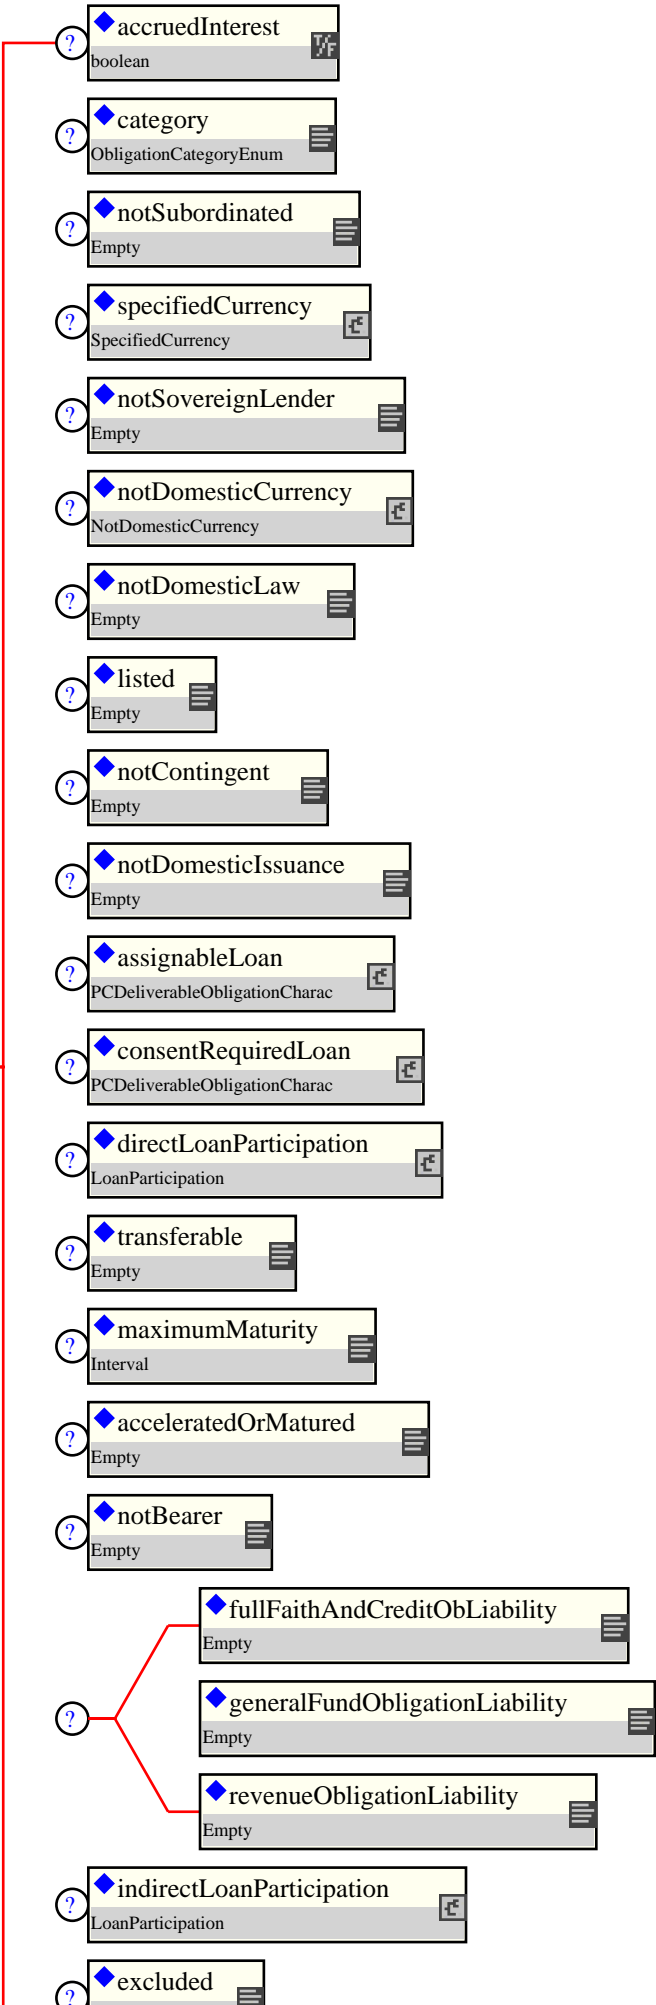 accruedInterest
? T/F
boolean
category
?
ObligationCategoryEnum
notSubordinated
?
Empty
specifiedCurrency
?
SpecifiedCurrency
notSovereignLender
?
Empty
notDomesticCurrency
?
NotDomesticCurrency
notDomesticLaw
?
Empty
listed
?
Empty
notContingent
?
Empty
notDomesticIssuance
?
Empty
assignableLoan
?
PCDeliverableObligationCharac
consentRequiredLoan
?
PCDeliverableObligationCharac
directLoanParticipation
?
LoanParticipation
transferable
?
Empty
maximumMaturity
?
Interval
acceleratedOrMatured
?
Empty
notBearer
?
Empty
fullFaithAndCreditObLiability
Empty
generalFundObligationLiability
?
Empty
revenueObligationLiability
Empty
indirectLoanParticipation
?
LoanParticipation
excluded
?